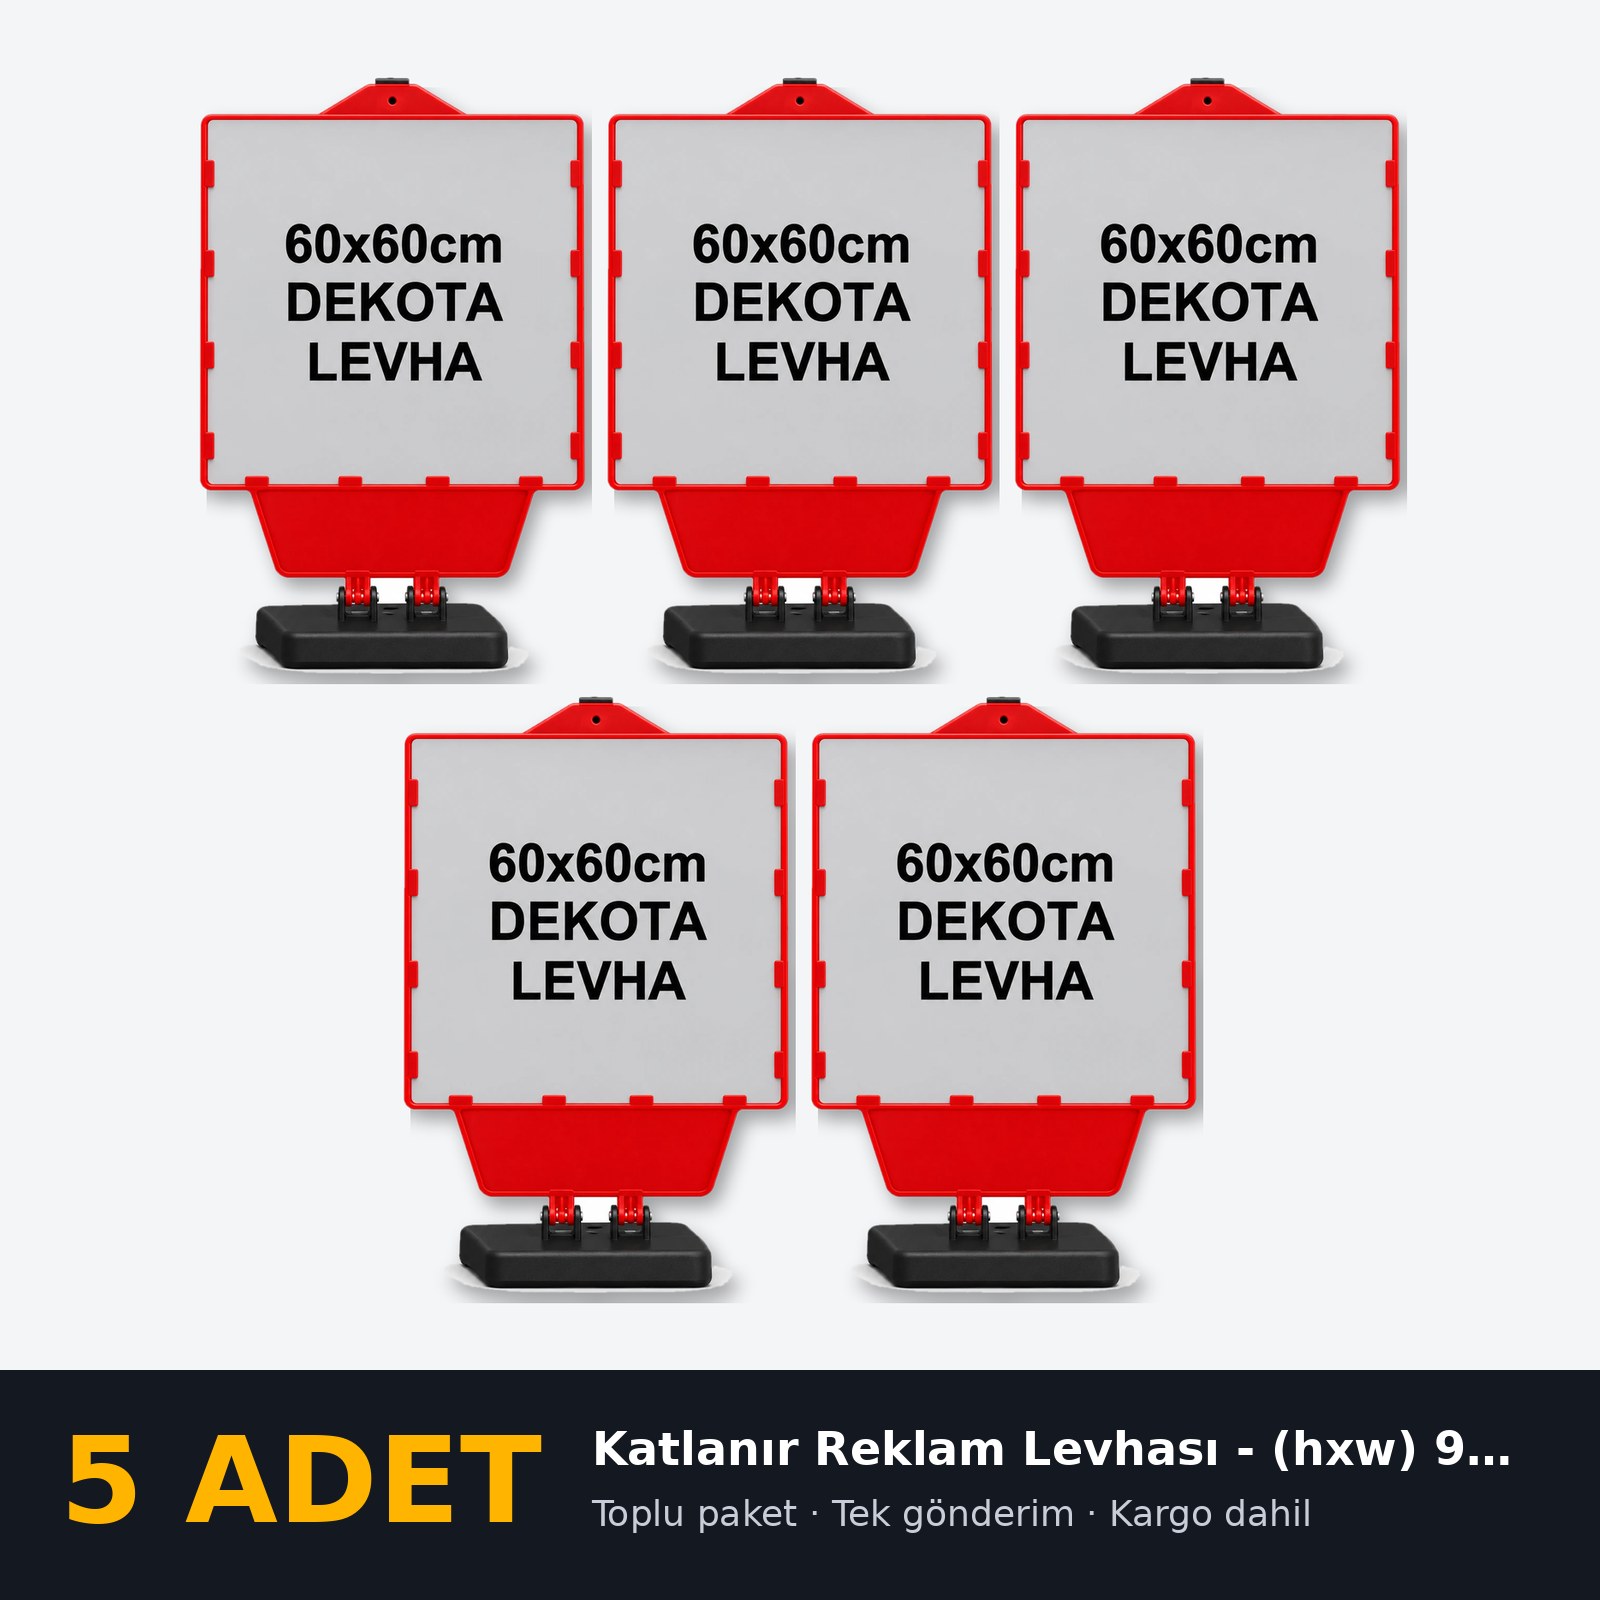 60x60cm
DEKOTA
LEVHA
60x60cm
DEKOTA
LEVHA
60x60cm
DEKOTA
LEVHA
60x60cm
DEKOTA
LEVHA
60x60cm
DEKOTA
LEVHA
5 ADET
Katlanır Reklam Levhası - (hxw) 9...
Toplu paket · Tek gönderim · Kargo dahil